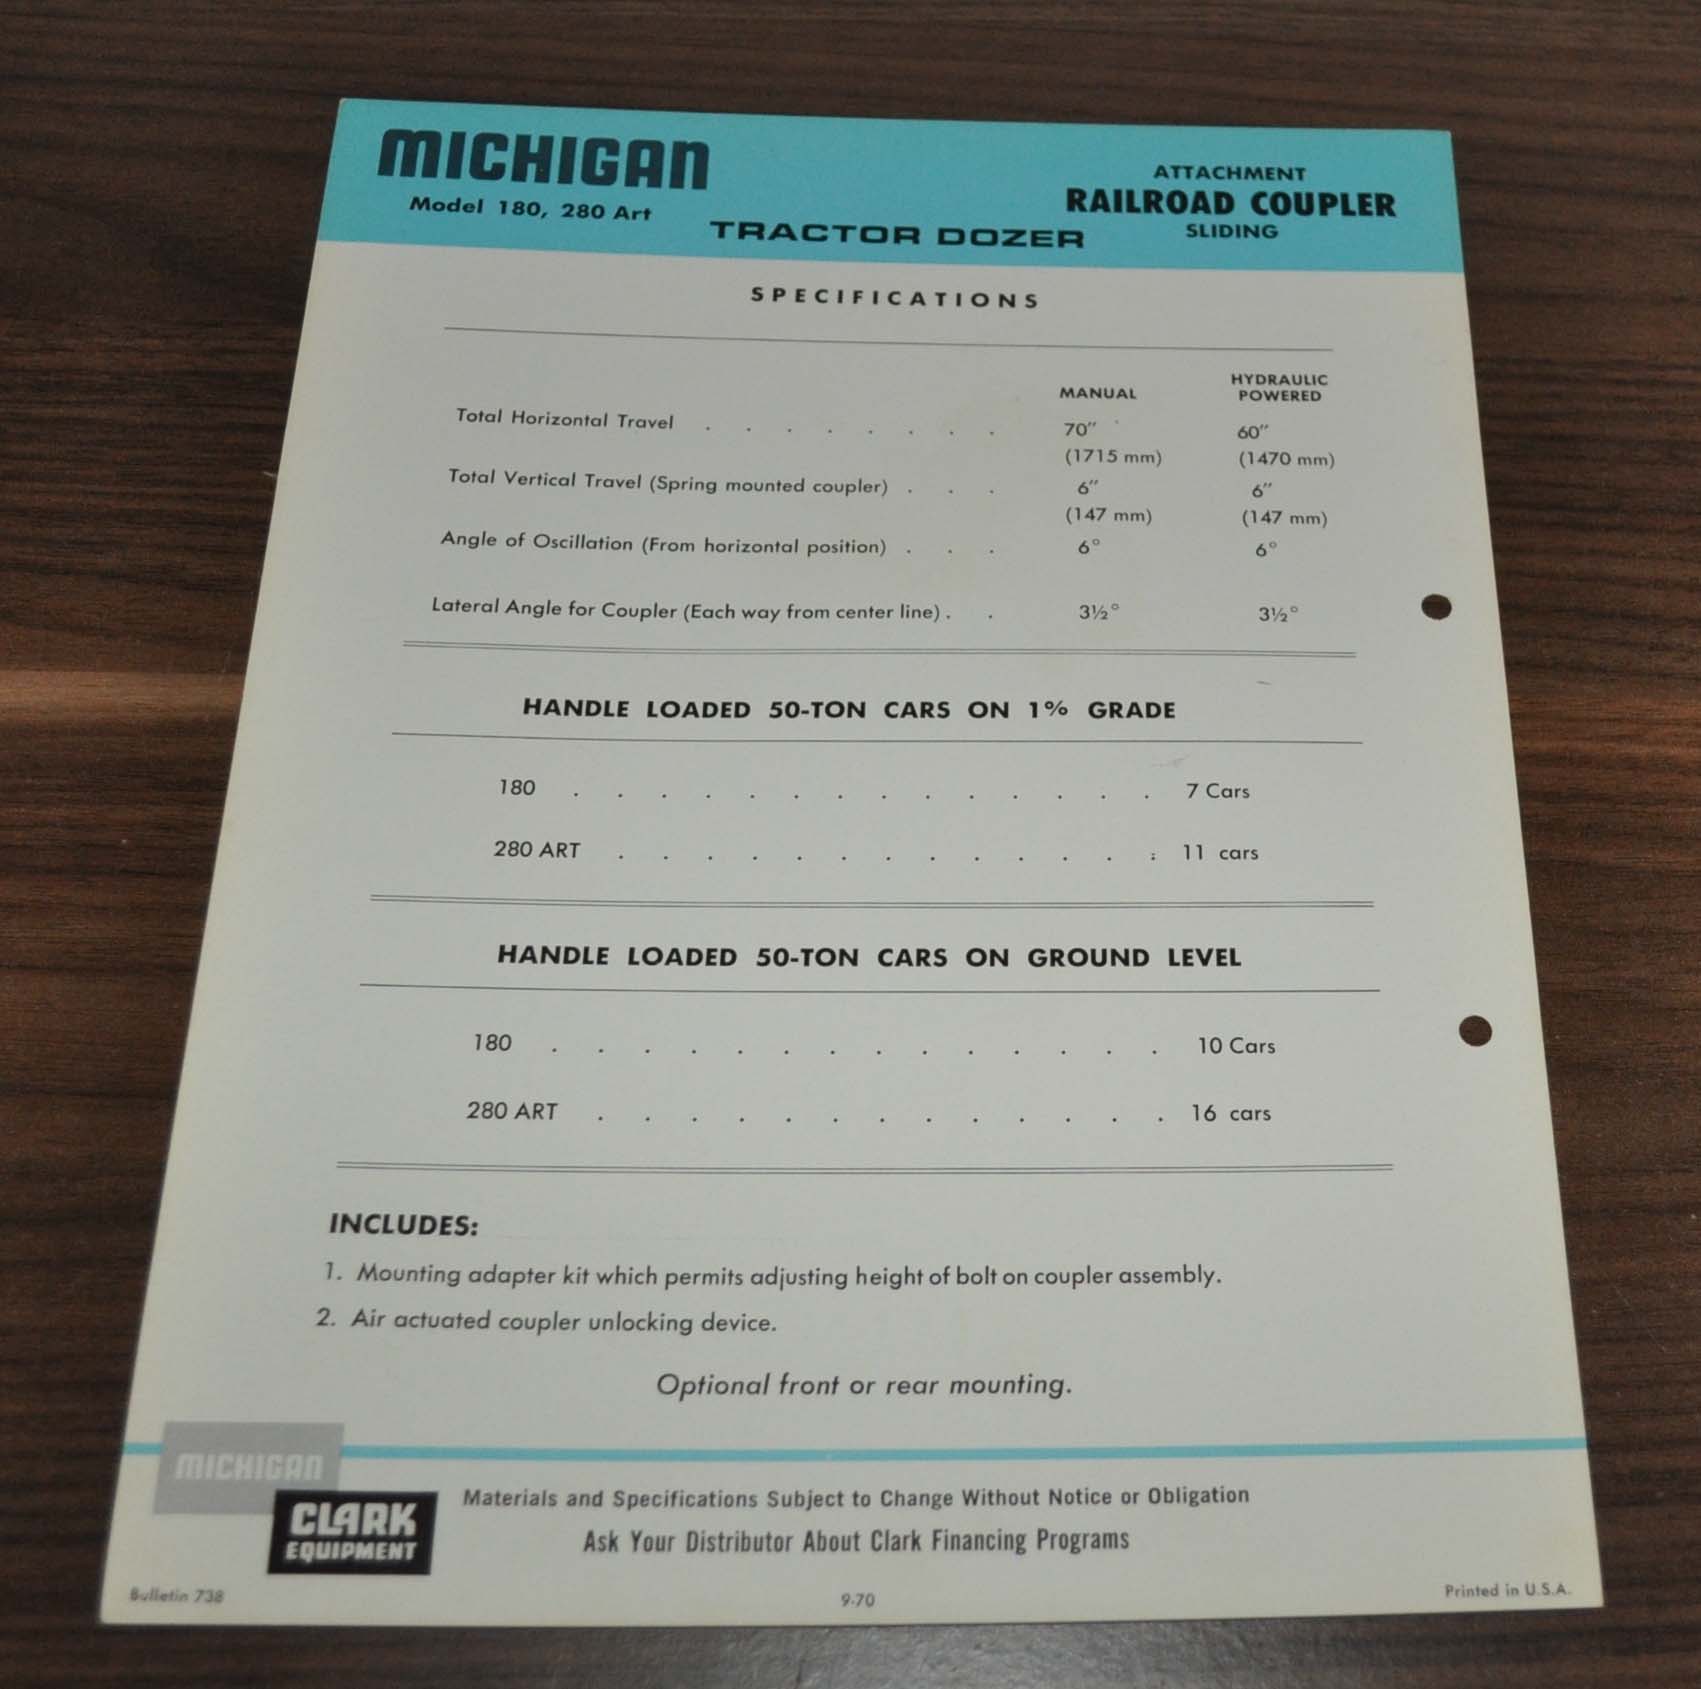 MICHIGAN
Model 180, 280 Art
TRACTOR DOZER
ATTACHMENT
RAILROAD COUPLER
SLIDING
SPECIFICATIONS
MANUAL
HYDRAULIC
POWERED
Total Horizontal Travel . . . . . . . . 70″ 60″
(1715 mm) (1470 mm)
Total Vertical Travel (Spring mounted coupler) . . . 6″ 6″
(147 mm) (147 mm)
Angle of Oscillation (From horizontal position) . . . 6° 6°
Lateral Angle for Coupler (Each way from center line) . . 3½° 3½°
HANDLE LOADED 50-TON CARS ON 1% GRADE
180 . . . . . . . . . . . . . . 7 Cars
280 ART . . . . . . . . . . . . : 11 cars
HANDLE LOADED 50-TON CARS ON GROUND LEVEL
180 . . . . . . . . . . . . . . 10 Cars
280 ART . . . . . . . . . . . . . 16 cars
INCLUDES:
1. Mounting adapter kit which permits adjusting height of bolt on coupler assembly.
2. Air actuated coupler unlocking device.
Optional front or rear mounting.
MICHIGAN
CLARK
EQUIPMENT
Materials and Specifications Subject to Change Without Notice or Obligation
Ask Your Distributor About Clark Financing Programs
Bulletin 738 9-70 Printed in U.S.A.